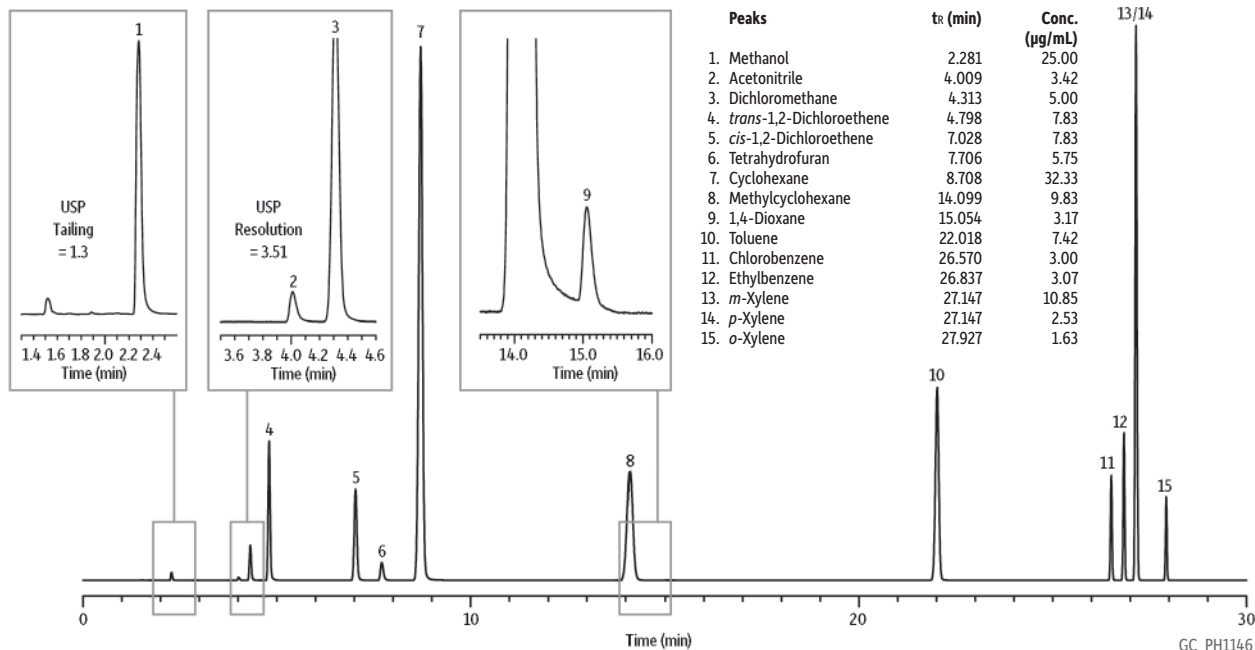 1
USP
Tailing
= 1.3
1.4 1.6 1.8 2.0 2.2 2.4
Time (min)
3
USP
Resolution
= 3.51
2
3.6 3.8 4.0 4.2 4.4 4.6
Time (min)
9
14.0 15.0 16.0
Time (min)
Peaks tR (min) Conc.
(µg/mL)
1. Methanol 2.281 25.00
2. Acetonitrile 4.009 3.42
3. Dichloromethane 4.313 5.00
4. trans-1,2-Dichloroethene 4.798 7.83
5. cis-1,2-Dichloroethene 7.028 7.83
6. Tetrahydrofuran 7.706 5.75
7. Cyclohexane 8.708 32.33
8. Methylcyclohexane 14.099 9.83
9. 1,4-Dioxane 15.054 3.17
10. Toluene 22.018 7.42
11. Chlorobenzene 26.570 3.00
12. Ethylbenzene 26.837 3.07
13. m-Xylene 27.147 10.85
14. p-Xylene 27.147 2.53
15. o-Xylene 27.927 1.63
13/14
7
10
4
12
8
11
5
15
6
0 10 20 30
Time (min)
GC_PH1146